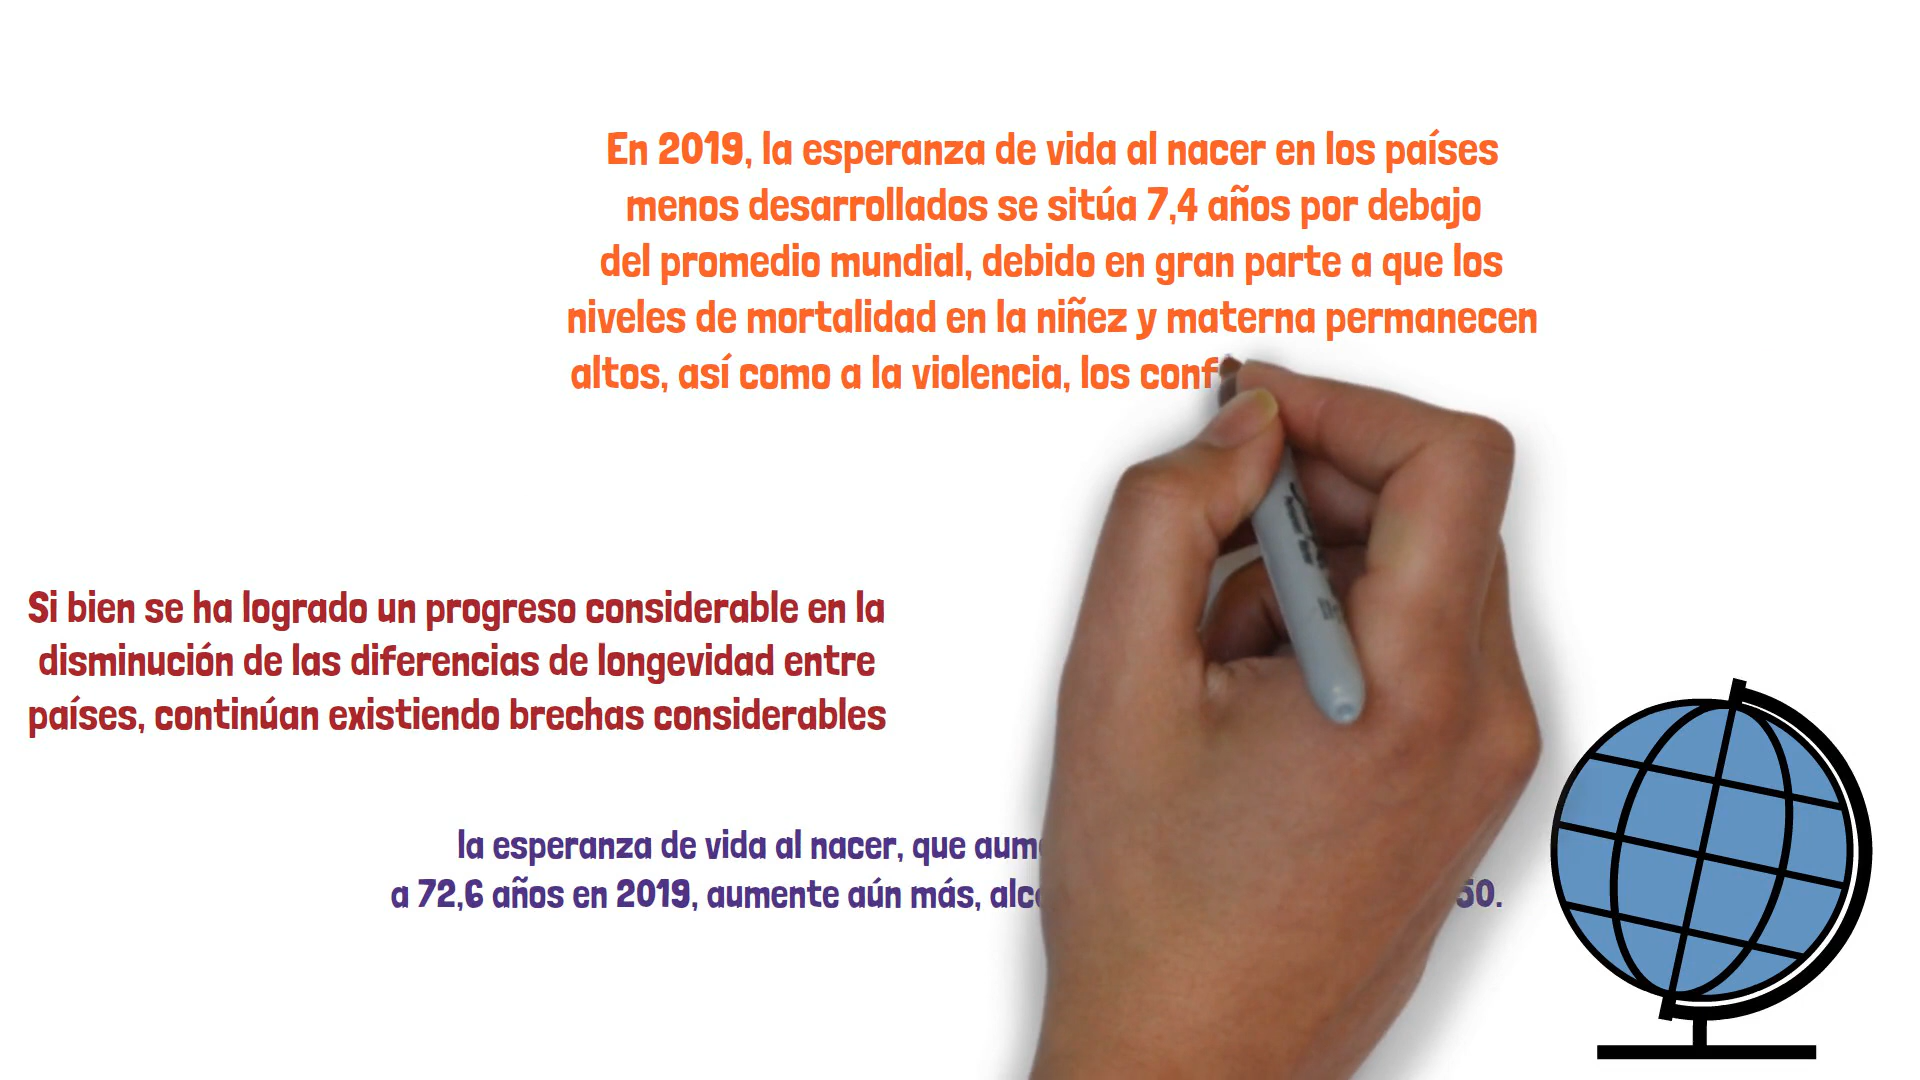 En 2019, la esperanza de vida al nacer en los países
menos desarrollados se sitúa 7,4 años por debajo
del promedio mundial, debido en gran parte a que los
niveles de mortalidad en la niñez y materna permanecen
altos, así como a la violencia, los conf
Si bien se ha logrado un progreso considerable en la
disminución de las diferencias de longevidad entre
países, continúan existiendo brechas considerables
la esperanza de vida al nacer, que aum
a 72,6 años en 2019, aumente aún más, alc 50.